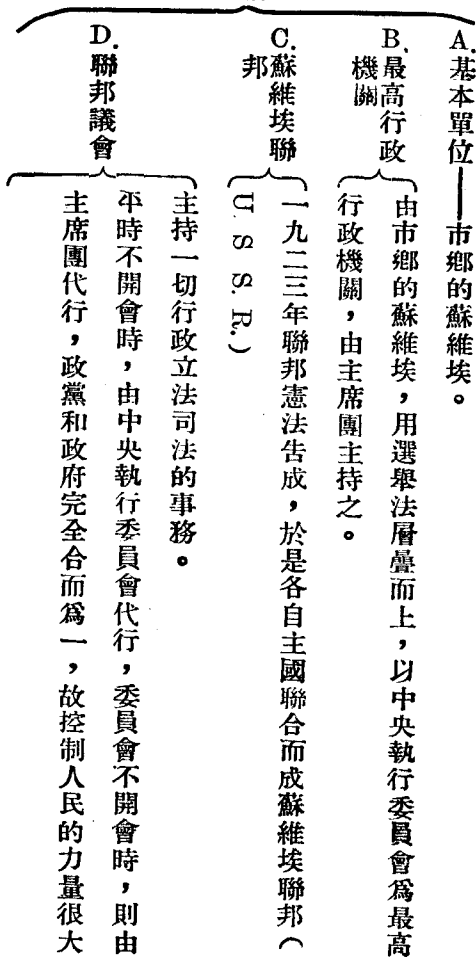 A.基本單位——市鄕的蘇維埃。
B.最高行政
機關
由市鄕的蘇維埃,用選舉法層疊而上,以中央執行委員會爲最高
行政機關,由主席團主持之。
C.蘇維埃聯
邦
一九二三年聯邦憲法吿成,於是各自主國聯合而成蘇維埃聯邦(
U. S. S. R.)
D.聯邦議會
主持一切行政立法司法的事務。
平時不開會時,由中央執行委員會代行,委員會不開會時,則由
主席團代行,政黨和政府完全合而爲一,故控制人民的力量很大